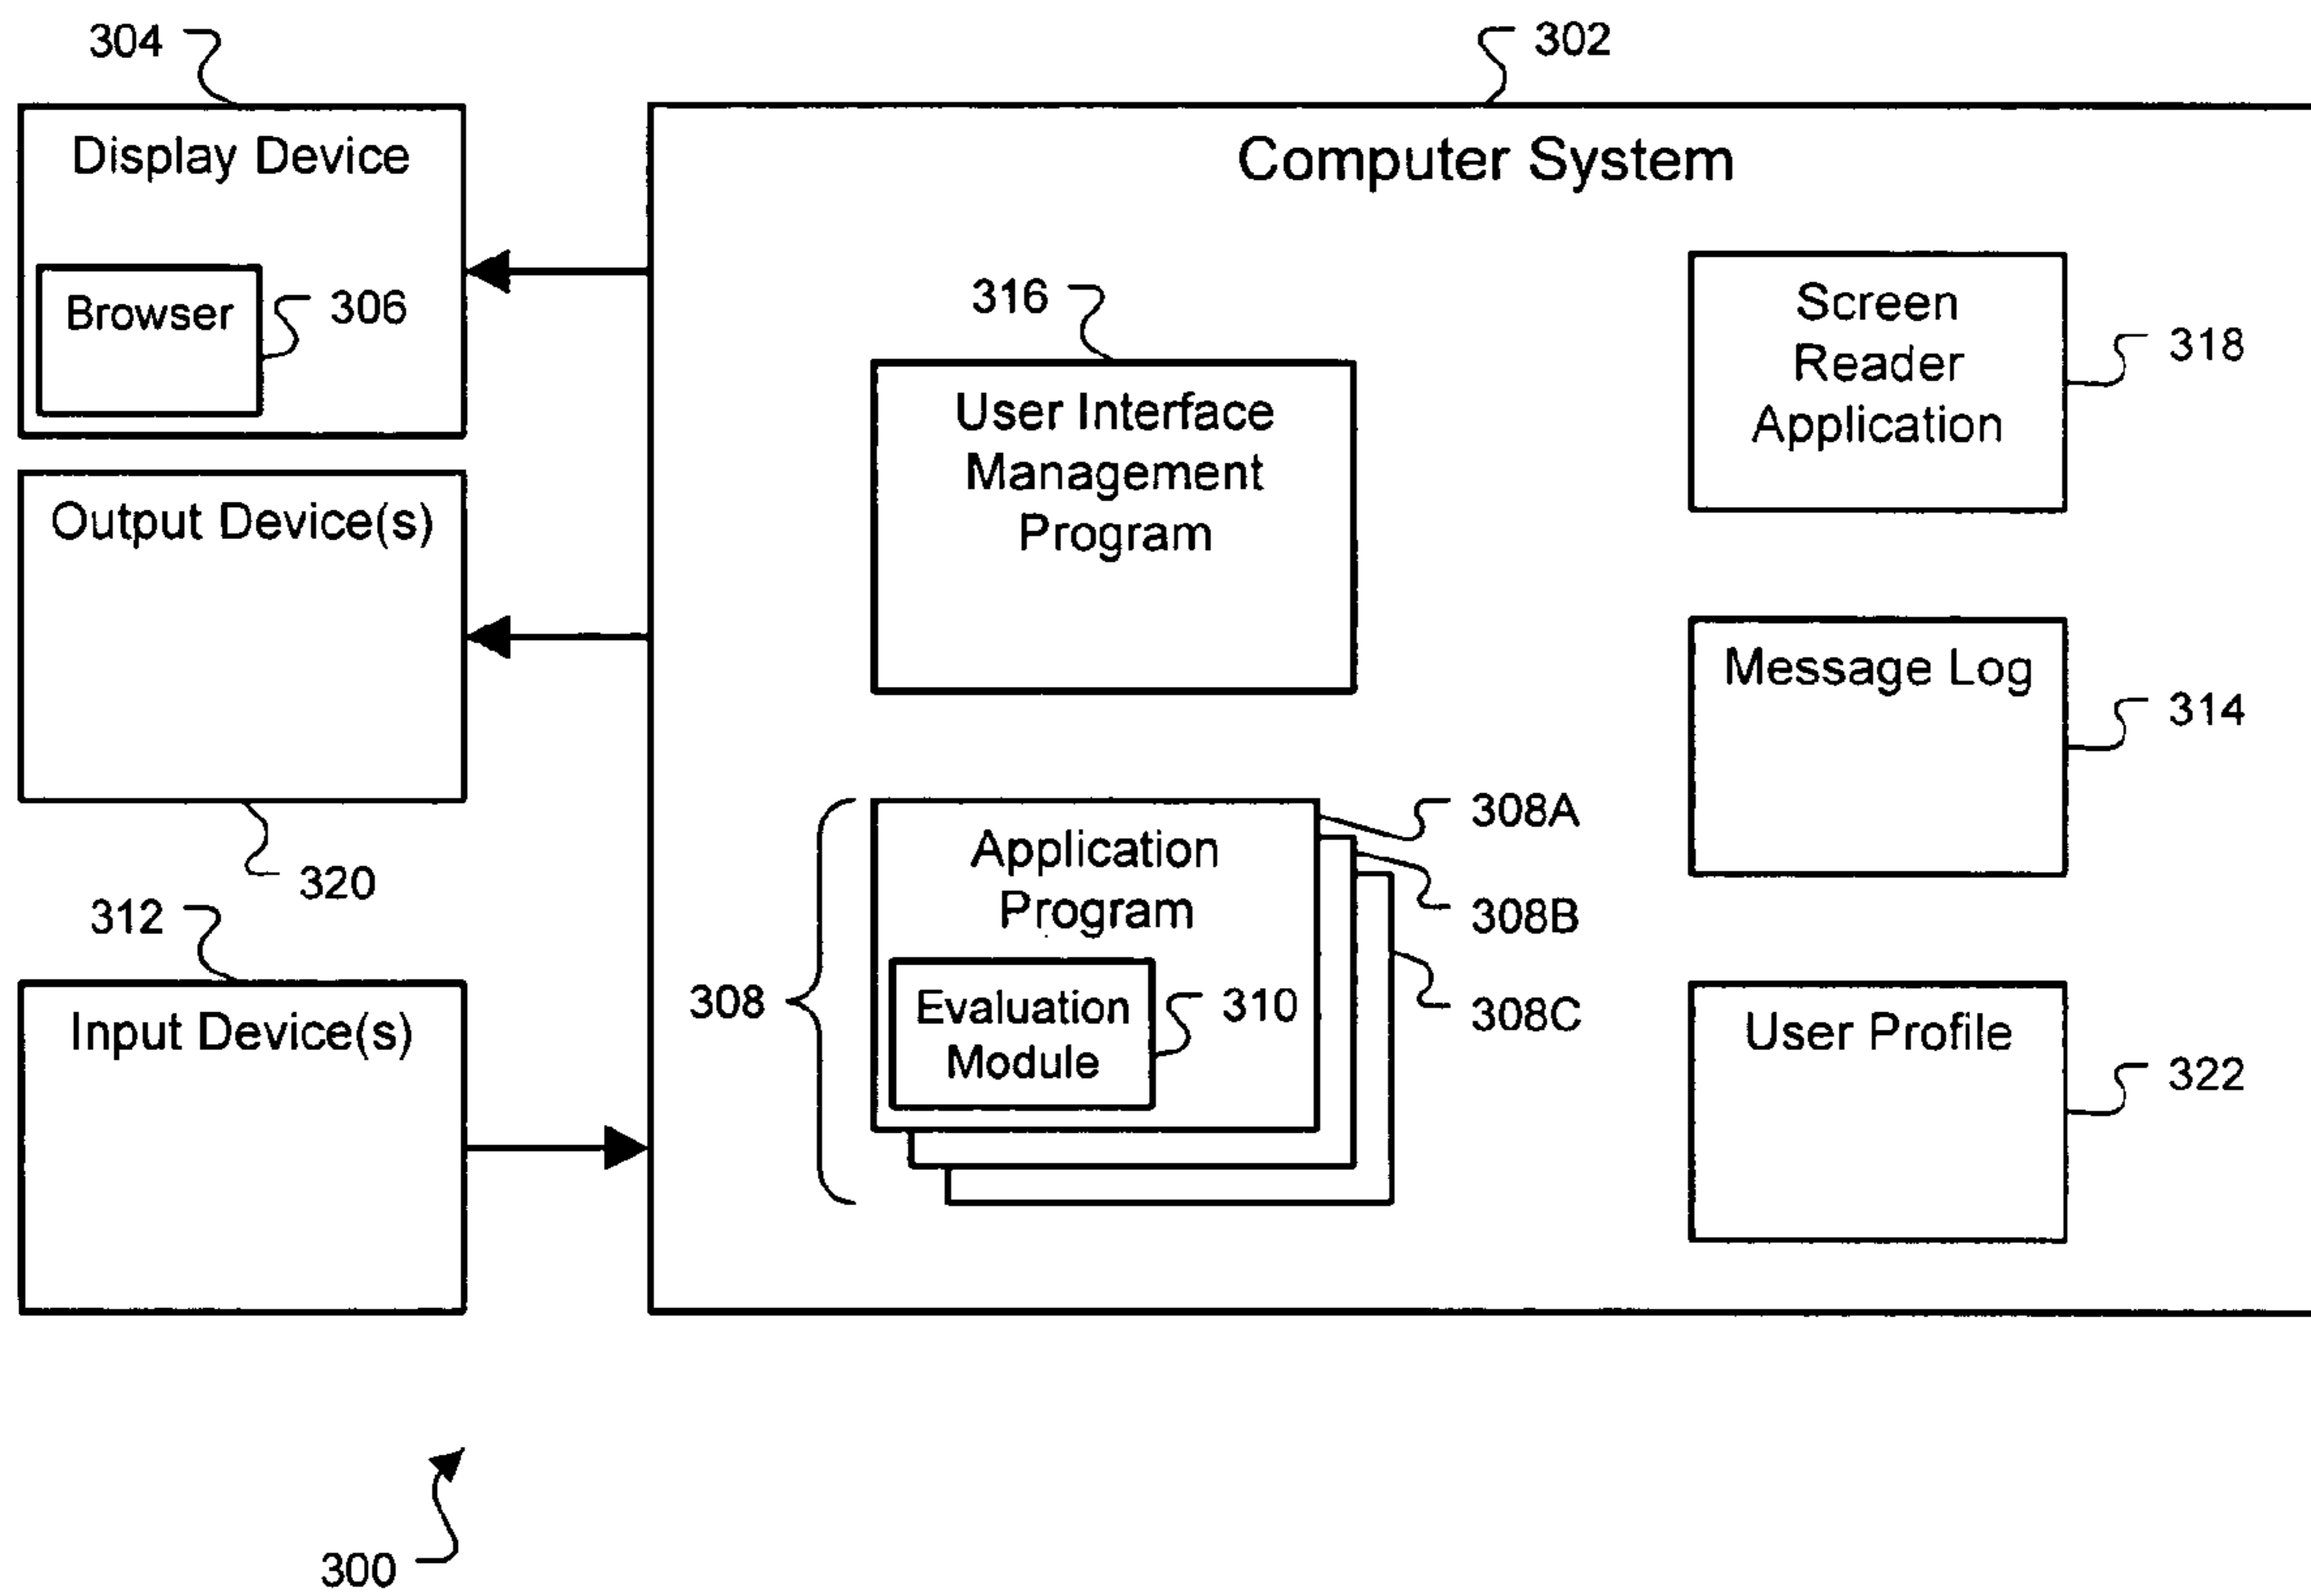 304
302
Display Device
Computer System
Browser
306
316
Screen
Reader
Application
318
User Interface
Management
Program
Output Device(s)
Message Log
314
320
308A
Application
Program
308B
312
308
Evaluation
Module
310
308C
Input Device(s)
User Profile
322
300